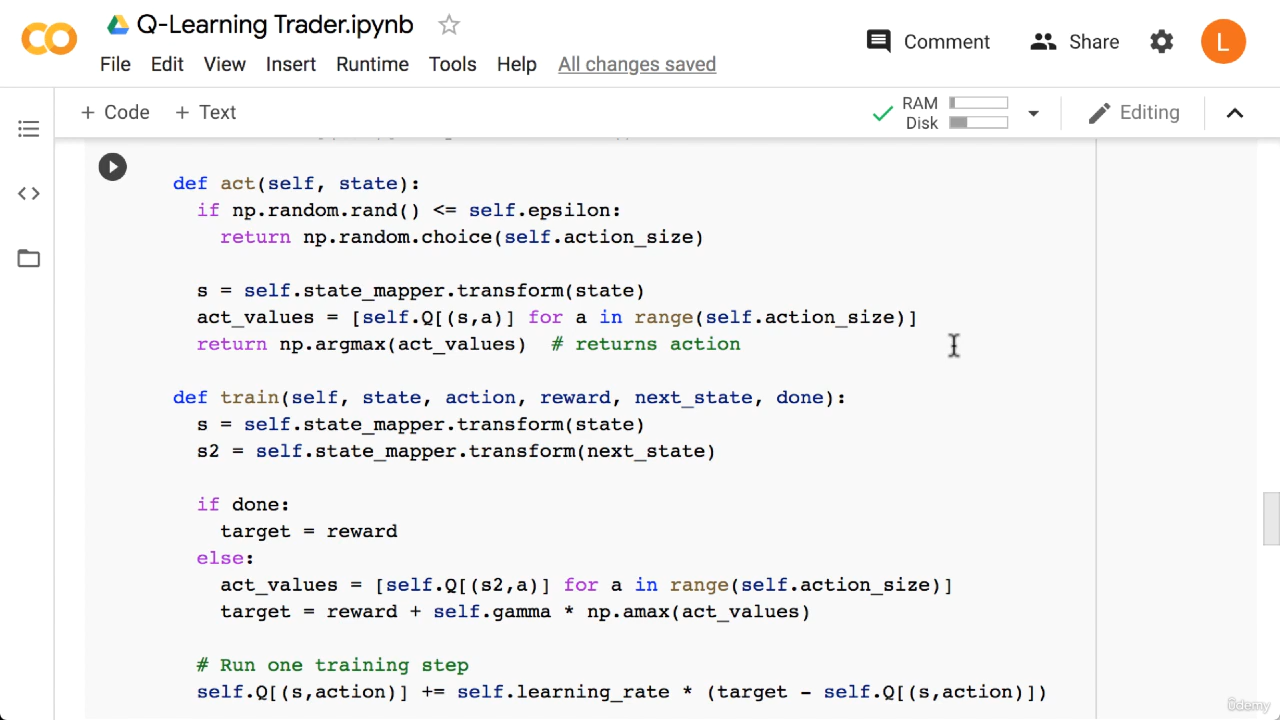 Q-Learning Trader.ipynb
Comment
Share
L
File Edit View Insert Runtime Tools Help All changes saved
+ Code + Text
RAM
Disk
Editing
def act(self, state):
if np.random.rand() <= self.epsilon:
return np.random.choice(self.action_size)
s = self.state_mapper.transform(state)
act_values = [self.Q[(s,a)] for a in range(self.action_size)]
return np.argmax(act_values)  # returns action
def train(self, state, action, reward, next_state, done):
s = self.state_mapper.transform(state)
s2 = self.state_mapper.transform(next_state)
if done:
target = reward
else:
act_values = [self.Q[(s2,a)] for a in range(self.action_size)]
target = reward + self.gamma * np.amax(act_values)
# Run one training step
self.Q[(s,action)] += self.learning_rate * (target - self.Q[(s,action)])
ûdemy